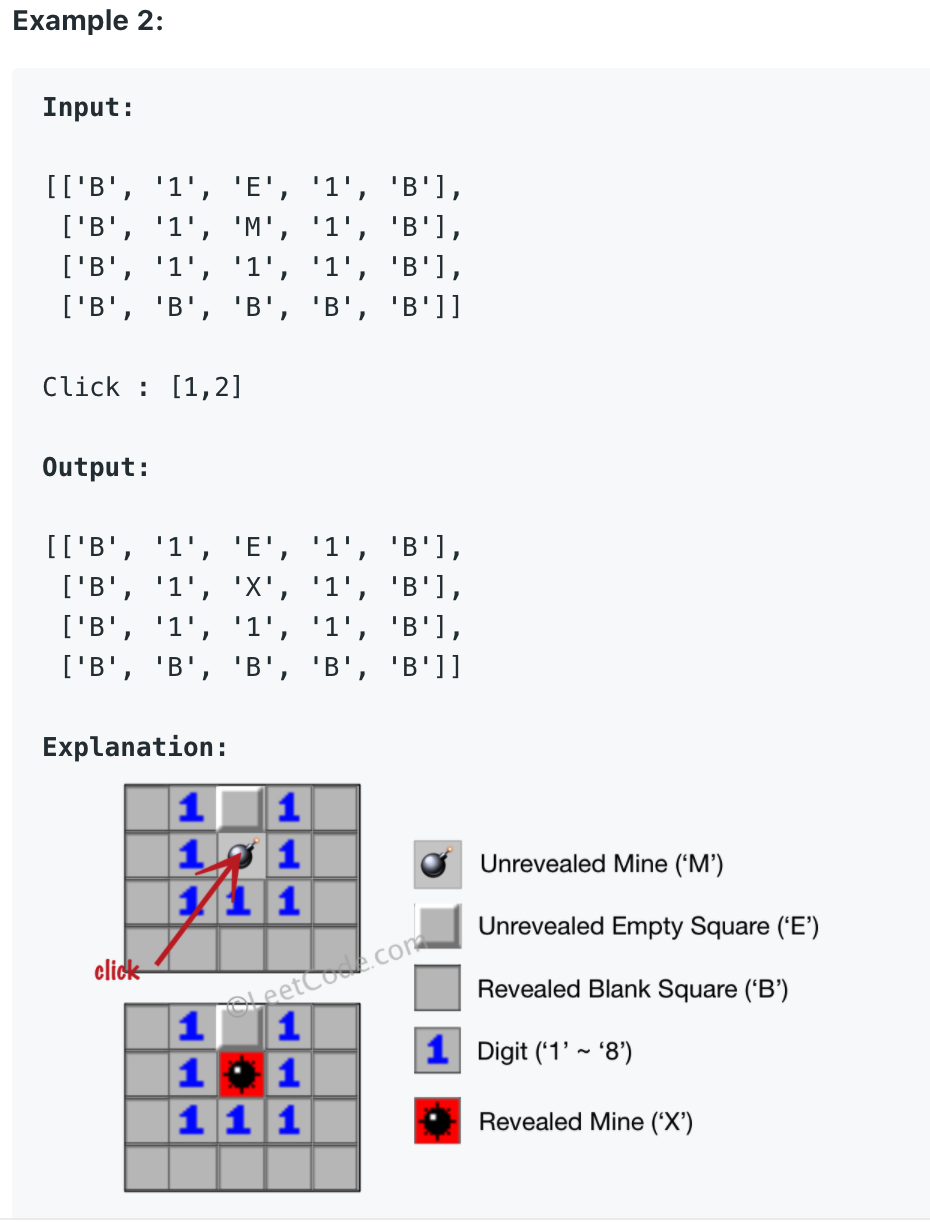 Example 2:
Input:
[['B', '1', 'E', '1', 'B'],
['B', '1', 'M', '1', 'B'],
['B', '1', '1', '1', 'B'],
['B', 'B', 'B', 'B', 'B']]
Click : [1,2]
Output:
[['B', '1', 'E', '1', 'B'],
['B', '1', 'X', '1', 'B'],
['B', '1', '1', '1', 'B'],
['B', 'B', 'B', 'B', 'B']]
Explanation:
1 1
1 1
1 1 1
click
©LeetCode.com
1 1
1 1
1 1 1
Unrevealed Mine (‘M’)
Unrevealed Empty Square (‘E’)
Revealed Blank Square (‘B’)
1 Digit (‘1’ ~ ‘8’)
Revealed Mine (‘X’)